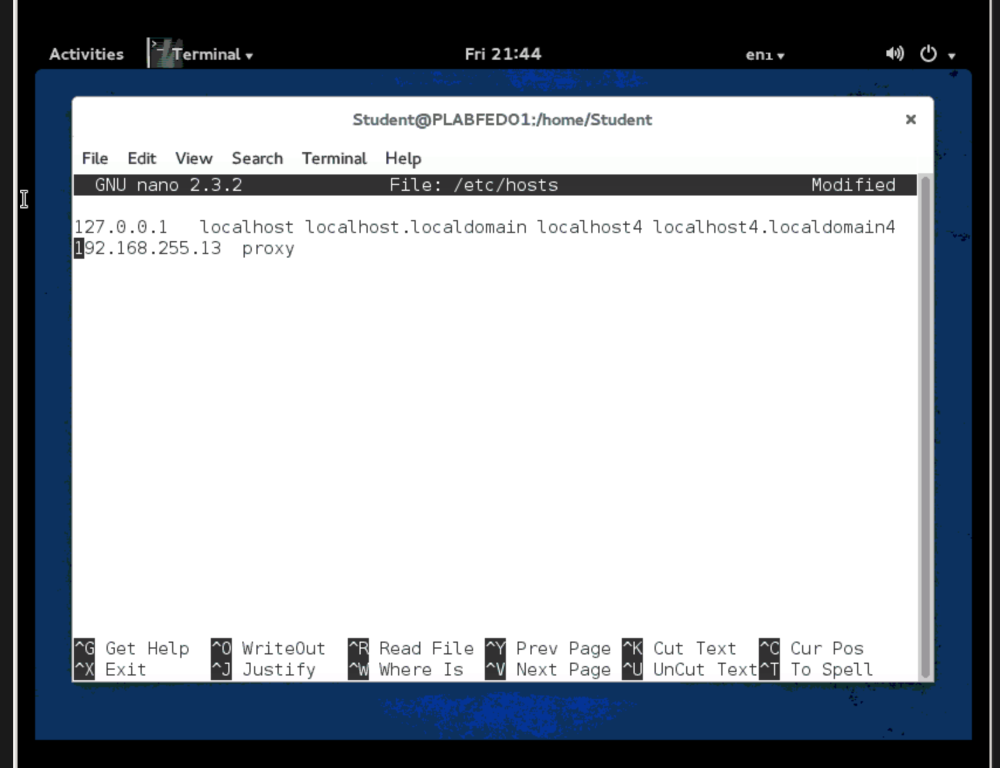 Activities Terminal Fri 21:44 en1
Student@PLABFED01:/home/Student
File Edit View Search Terminal Help
GNU nano 2.3.2 File: /etc/hosts Modified
127.0.0.1 localhost localhost.localdomain localhost4 localhost4.localdomain4
192.168.255.13 proxy
^G Get Help ^O WriteOut ^R Read File ^Y Prev Page ^K Cut Text ^C Cur Pos
^X Exit ^J Justify ^W Where Is ^V Next Page ^U UnCut Text ^T To Spell